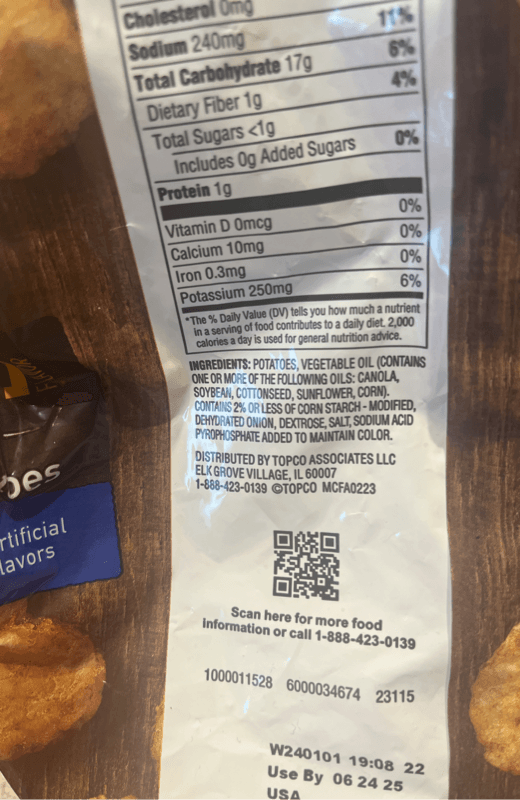 Cholesterol 0mg
Sodium 240mg 11%
Total Carbohydrate 17g 6%
Dietary Fiber 1g 4%
Total Sugars <1g
Includes 0g Added Sugars 0%
Protein 1g
Vitamin D 0mcg 0%
Calcium 10mg 0%
Iron 0.3mg 0%
Potassium 250mg 6%
*The % Daily Value (DV) tells you how much a nutrient
in a serving of food contributes to a daily diet. 2,000
calories a day is used for general nutrition advice.
INGREDIENTS: POTATOES, VEGETABLE OIL (CONTAINS
ONE OR MORE OF THE FOLLOWING OILS: CANOLA,
SOYBEAN, COTTONSEED, SUNFLOWER, CORN).
CONTAINS 2% OR LESS OF CORN STARCH - MODIFIED,
DEHYDRATED ONION, DEXTROSE, SALT, SODIUM ACID
PYROPHOSPHATE ADDED TO MAINTAIN COLOR.
DISTRIBUTED BY TOPCO ASSOCIATES LLC
ELK GROVE VILLAGE, IL 60007
1-888-423-0139 ©TOPCO MCFA0223
Scan here for more food
information or call 1-888-423-0139
1000011528 6000034674 23115
W240101 19:08 22
Use By 06 24 25
USA
oes
rtificial
lavors